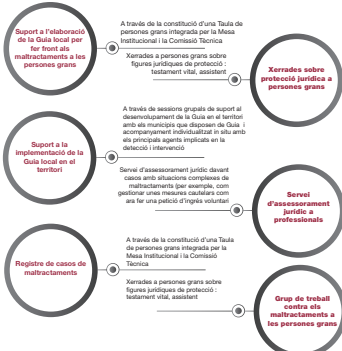 Suport a l'elaboració
de la Guia local per
fer front als
maltractaments a les
persones grans
A través de la constitució d'una Taula de
persones grans integrada per la Mesa
Institucional i la Comissió Tècnica
Xerrades a persones grans sobre
figures jurídiques de protecció :
testament vital, assistent
Xerrades sobre
protecció jurídica a
persones grans
Suport a la
implementació de la
Guia local en el
territori
A través de sessions grupals de suport al
desenvolupament de la Guia en el territori
amb els municipis que disposen de Guia i
acompanyament individualitzat in situ amb
els principals agents implicats en la
detecció i intervenció
Servei d'assessorament jurídic davant
casos amb situacions complexes de
maltractaments (per exemple, com
gestionar unes mesures cautelars com
ara fer una petició d'ingrés voluntari
Servei
d'assessorament
jurídic a
professionals
Registre de casos de
maltractaments
A través de la constitució d'una Taula
de persones grans integrada per la
Mesa Institucional i la Comissió
Tècnica
Xerrades a persones grans sobre
figures jurídiques de protecció :
testament vital, assistent
Grup de treball
contra els
maltractaments a
les persones grans